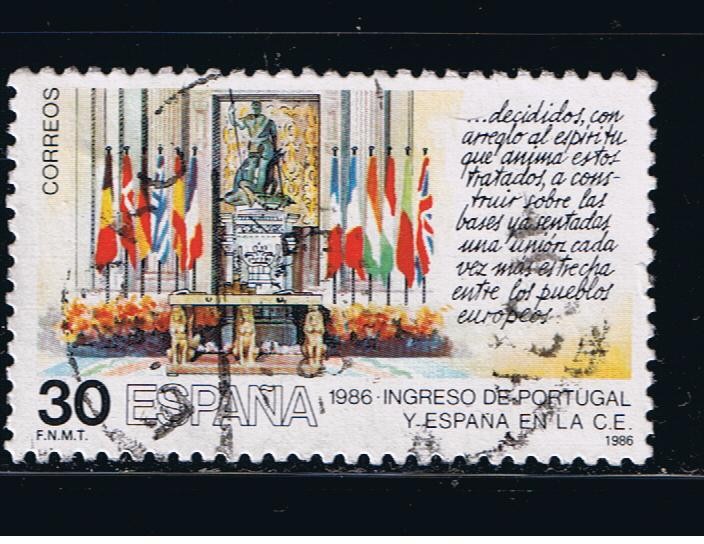 CORREOS
...decididos, con
arreglo al espíritu
que anima estos
tratados, a cons-
truir sobre las
bases ya sentadas
una unión cada
vez más estrecha
entre los pueblos
europeos
30 ESPAÑA
1986·INGRESO DE PORTUGAL
Y ESPAÑA EN LA C.E.
F.N.M.T.
1986